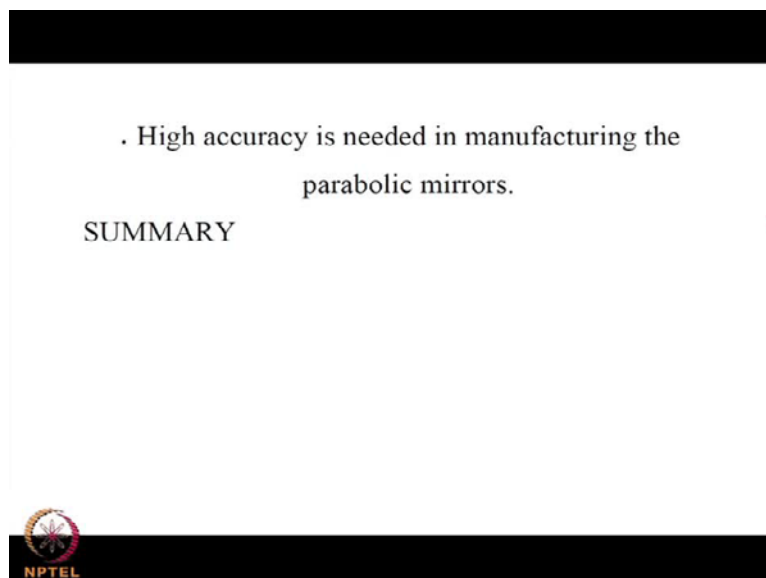 . High accuracy is needed in manufacturing the
parabolic mirrors.
SUMMARY
NPTEL